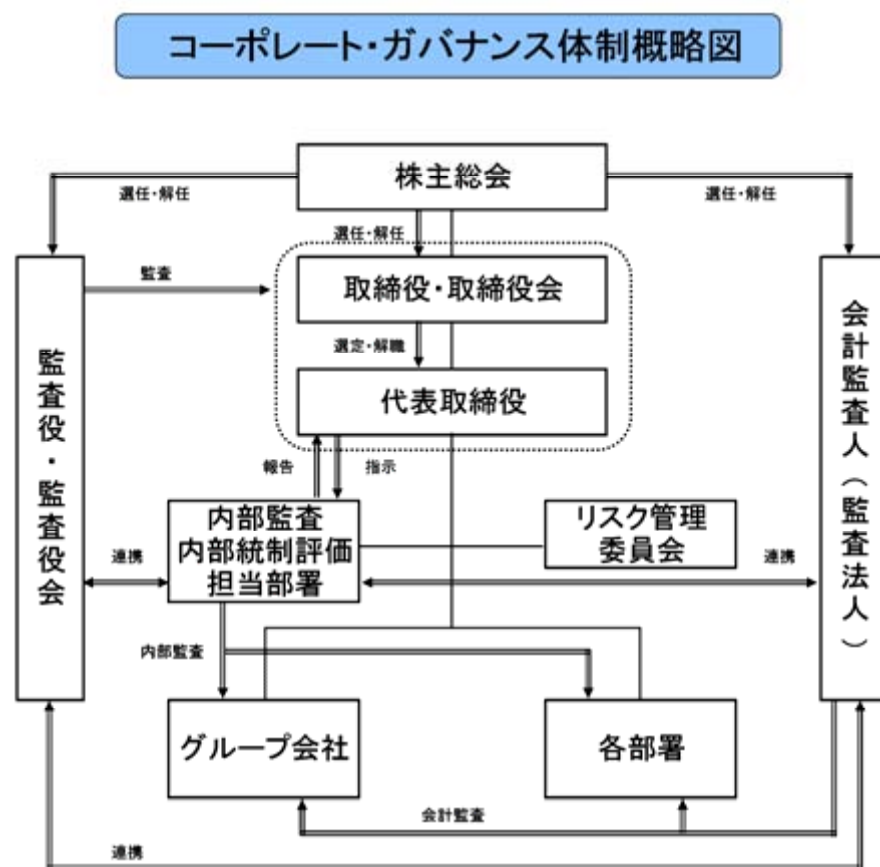 コーポレート・ガバナンス体制概略図
株主総会
選任・解任
選任・解任
選任・解任
監査
取締役・取締役会
選定・解職
代表取締役
監査役・監査役会
会計監査人(監査法人)
報告
指示
内部監査
内部統制評価
担当部署
リスク管理
委員会
連携
連携
内部監査
グループ会社
各部署
会計監査
連携